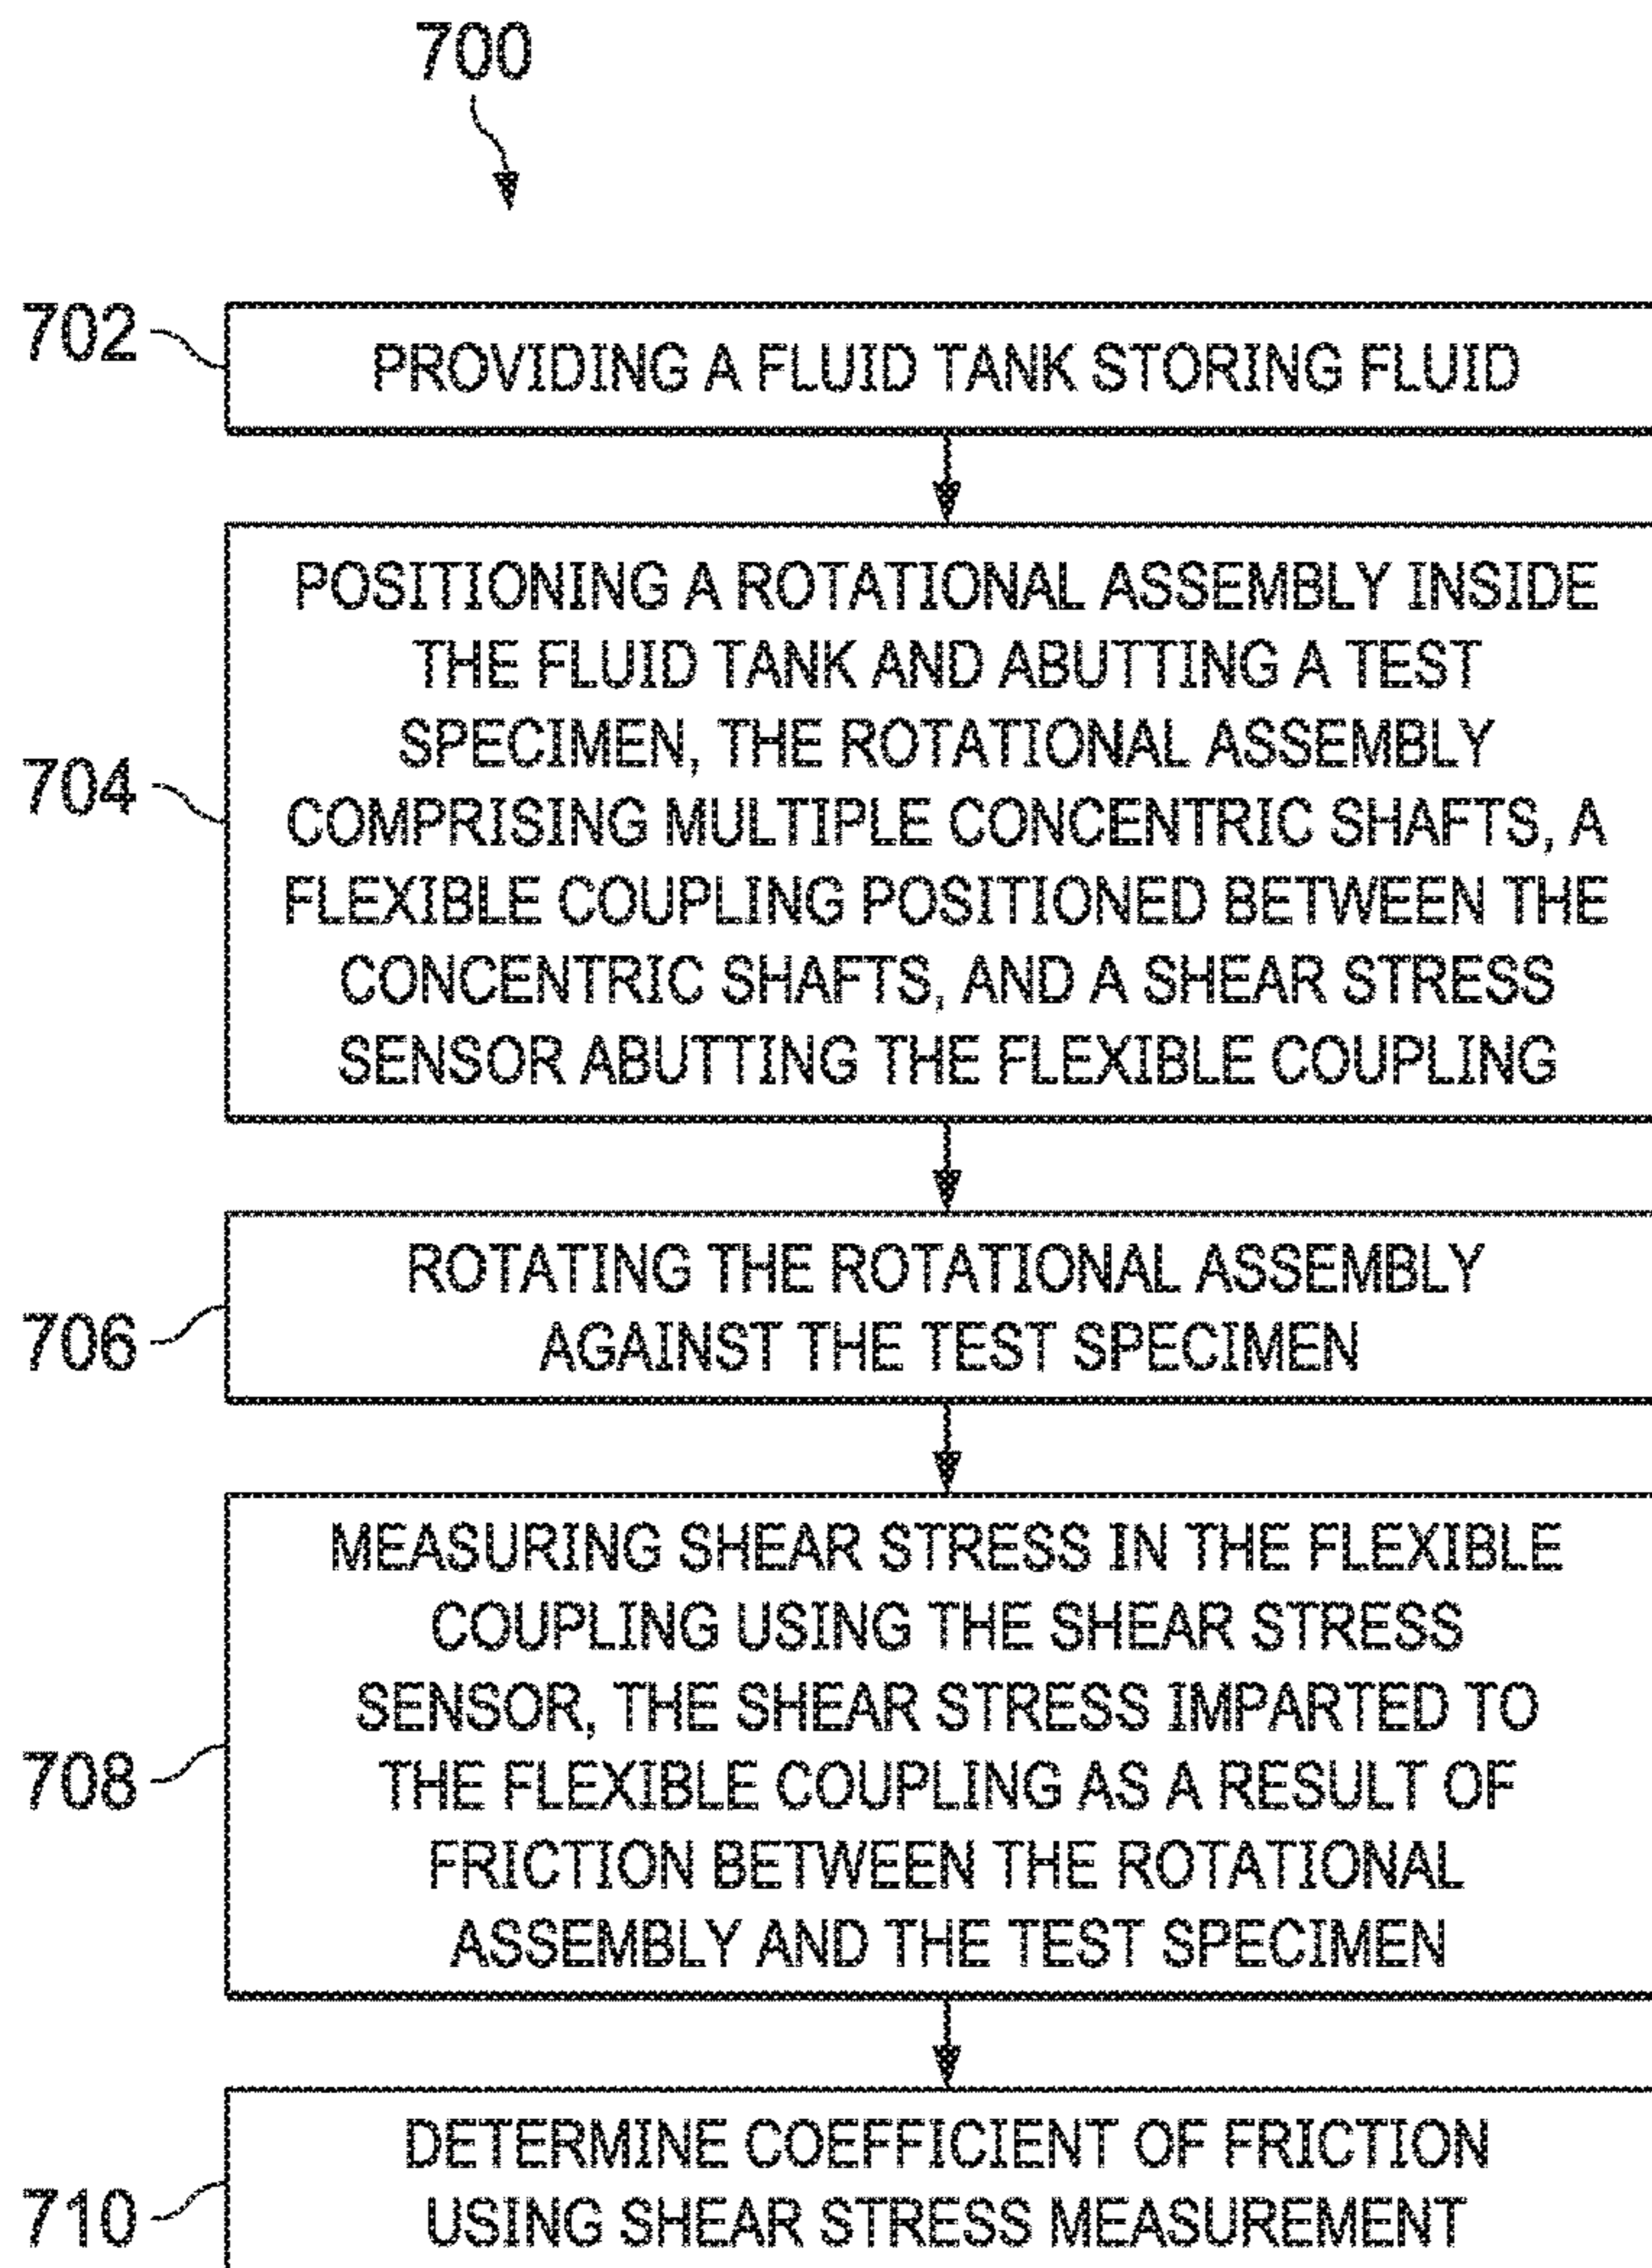 700
702
PROVIDING A FLUID TANK STORING FLUID
704
POSITIONING A ROTATIONAL ASSEMBLY INSIDE
THE FLUID TANK AND ABUTTING A TEST
SPECIMEN, THE ROTATIONAL ASSEMBLY
COMPRISING MULTIPLE CONCENTRIC SHAFTS, A
FLEXIBLE COUPLING POSITIONED BETWEEN THE
CONCENTRIC SHAFTS, AND A SHEAR STRESS
SENSOR ABUTTING THE FLEXIBLE COUPLING
706
ROTATING THE ROTATIONAL ASSEMBLY
AGAINST THE TEST SPECIMEN
708
MEASURING SHEAR STRESS IN THE FLEXIBLE
COUPLING USING THE SHEAR STRESS
SENSOR, THE SHEAR STRESS IMPARTED TO
THE FLEXIBLE COUPLING AS A RESULT OF
FRICTION BETWEEN THE ROTATIONAL
ASSEMBLY AND THE TEST SPECIMEN
710
DETERMINE COEFFICIENT OF FRICTION
USING SHEAR STRESS MEASUREMENT